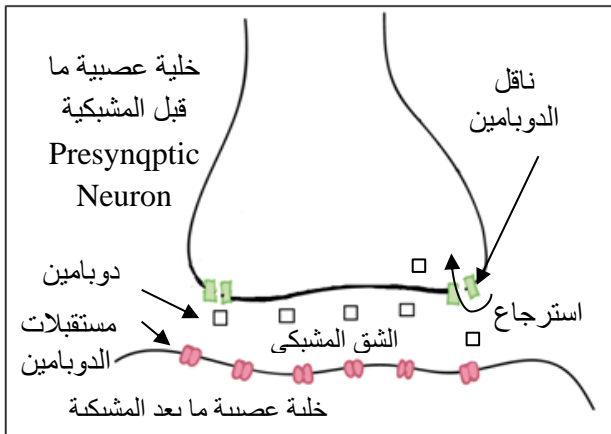 خلية عصبية ما
قبل المشبكية
Presynqptic
Neuron
ناقل
الدوبامين
دوبامين
استرجاع
مستقبلات
الدوبامين
الشق المشبكي
خلية عصبية ما بعد المشبكية